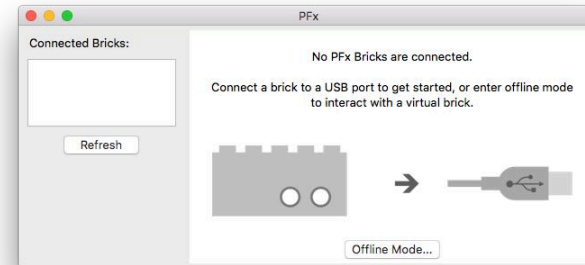 PFx
Connected Bricks:
Refresh
No PFx Bricks are connected.
Connect a brick to a USB port to get started, or enter offline mode
to interact with a virtual brick.
Offline Mode...